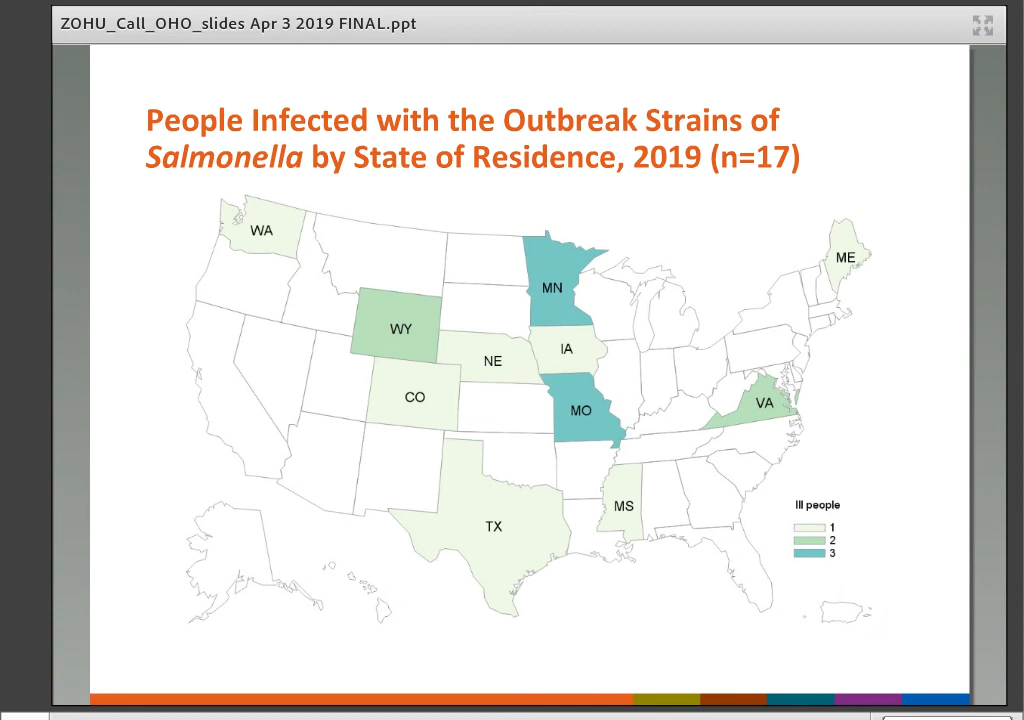 ZOHU_Call_OHO_slides Apr 3 2019 FINAL.ppt
People Infected with the Outbreak Strains of
Salmonella by State of Residence, 2019 (n=17)
WA
ME
MN
WY
IA
NE
CO
VA
MO
MS
TX
Ill people
1
2
3